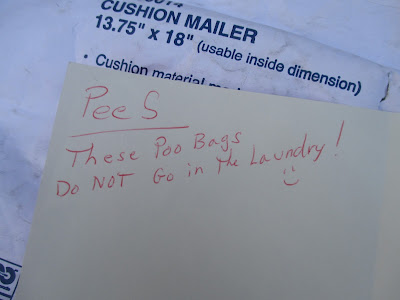 CUSHION MAILER
13.75" x 18" (usable inside dimension)
• Cushion material
Pee S
These Poo Bags
Do NOT Go in The Laundry!